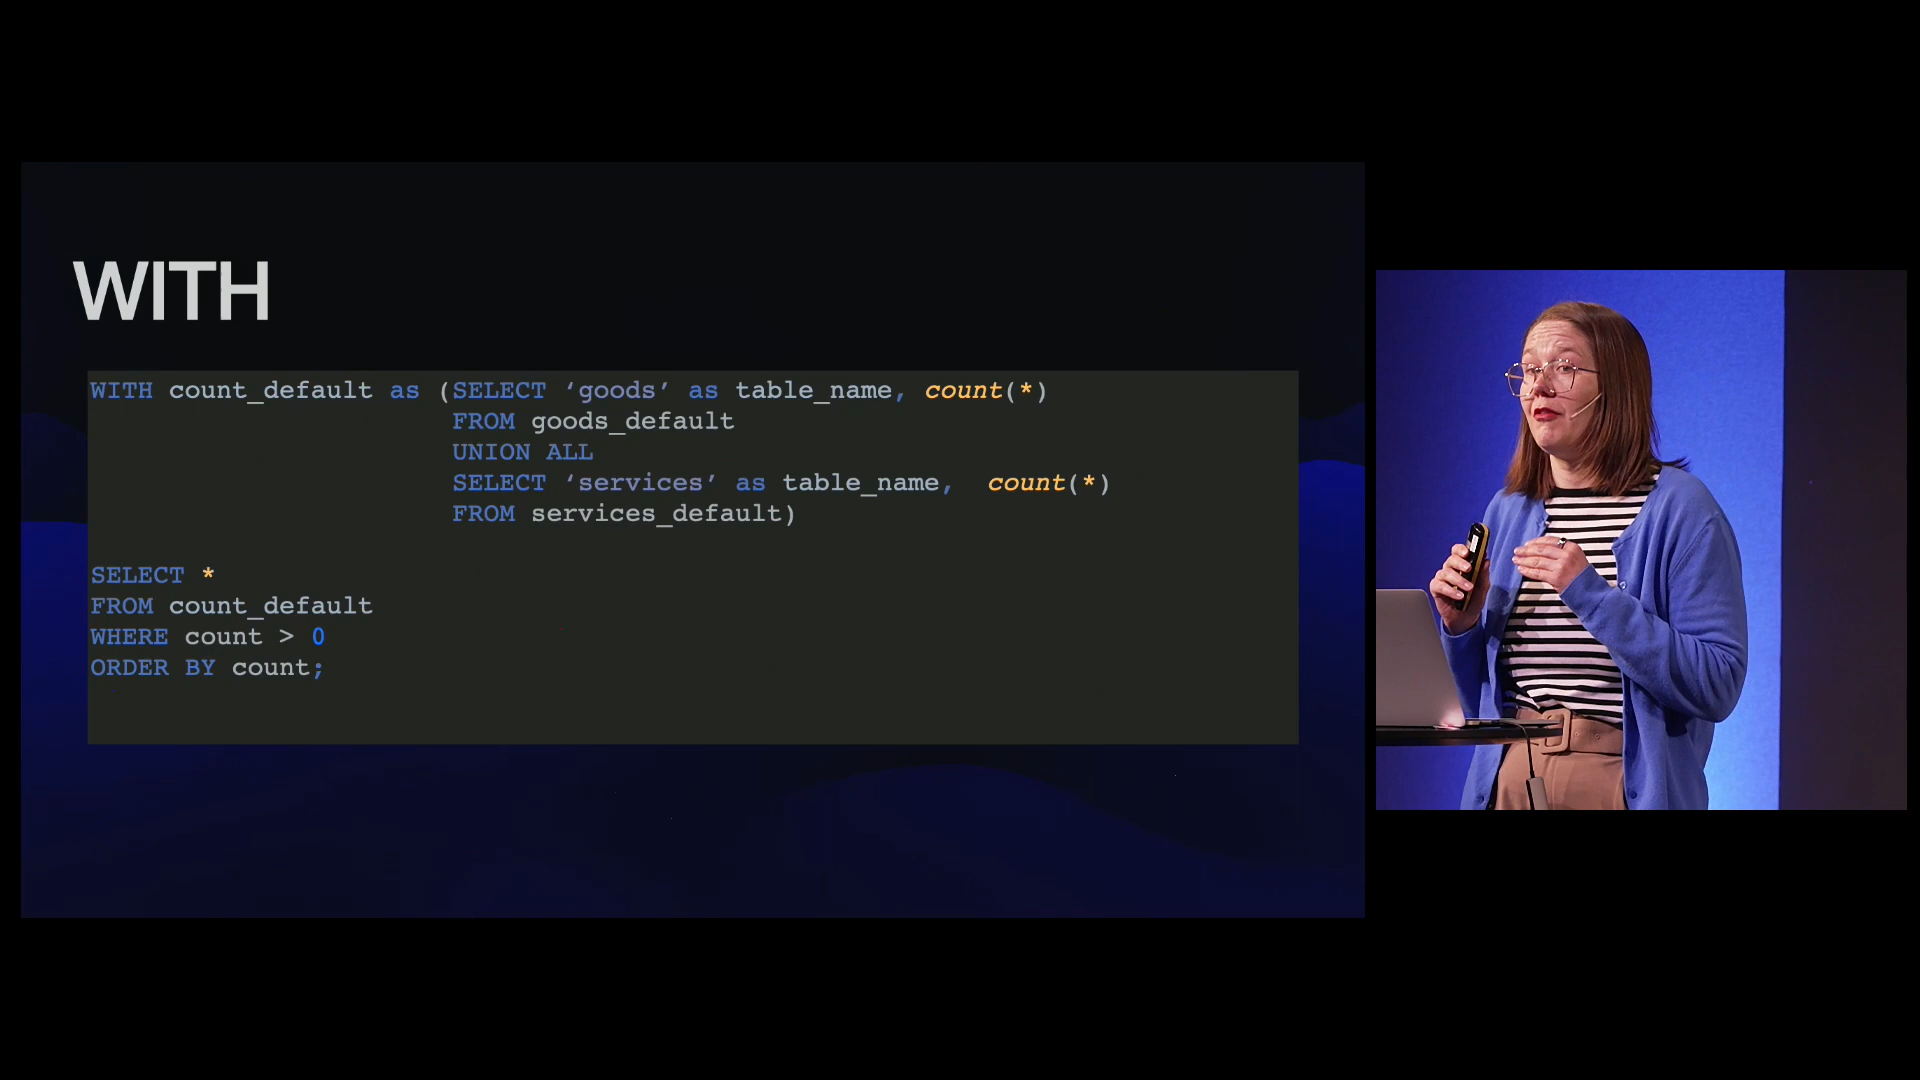 WITH
WITH count_default as (SELECT ‘goods’ as table_name, count(*)
FROM goods_default
UNION ALL
SELECT ‘services’ as table_name, count(*)
FROM services_default)
SELECT *
FROM count_default
WHERE count > 0
ORDER BY count;